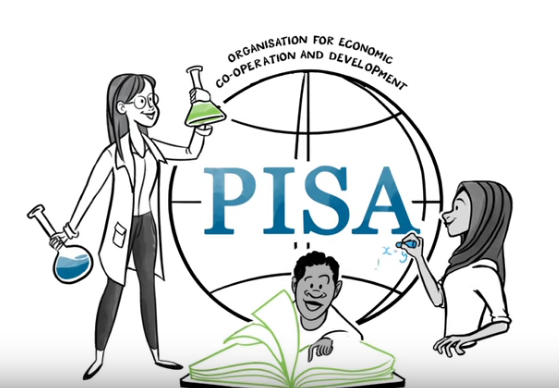 ORGANISATION FOR ECONOMIC
CO-OPERATION AND DEVELOPMENT
PISA
x-y